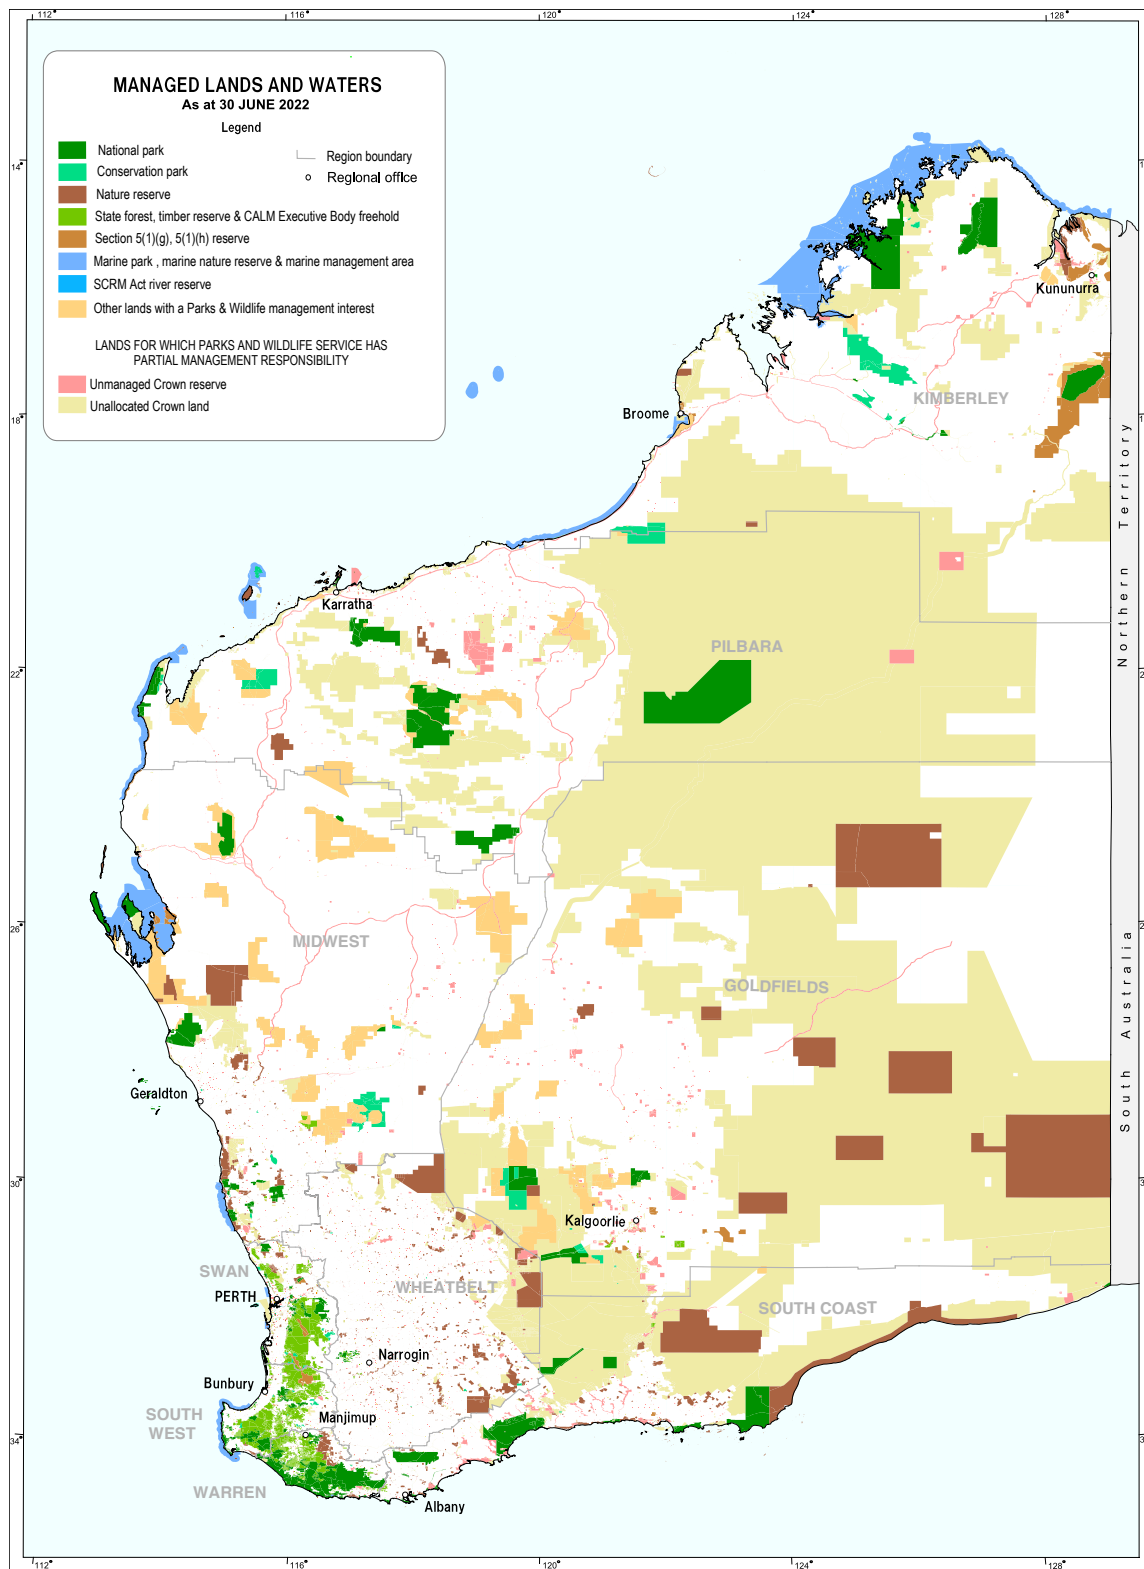 112° 116° 120° 124° 128°
MANAGED LANDS AND WATERS
As at 30 JUNE 2022
Legend
National park
Conservation park
Nature reserve
State forest, timber reserve & CALM Executive Body freehold
Section 5(1)(g), 5(1)(h) reserve
Marine park , marine nature reserve & marine management area
SCRM Act river reserve
Other lands with a Parks & Wildlife management interest
Region boundary
Regional office
LANDS FOR WHICH PARKS AND WILDLIFE SERVICE HAS
PARTIAL MANAGEMENT RESPONSIBILITY
Unmanaged Crown reserve
Unallocated Crown land
14°
Kununurra
KIMBERLEY
18°
Broome
Northern Territory
Karratha
PILBARA
22°
26°
MIDWEST
GOLDFIELDS
South Australia
Geraldton
30°
Kalgoorlie
SWAN
PERTH
WHEATBELT
SOUTH COAST
Narrogin
Bunbury
SOUTH
WEST
Manjimup
34°
WARREN
Albany
112° 116° 120° 124° 128°